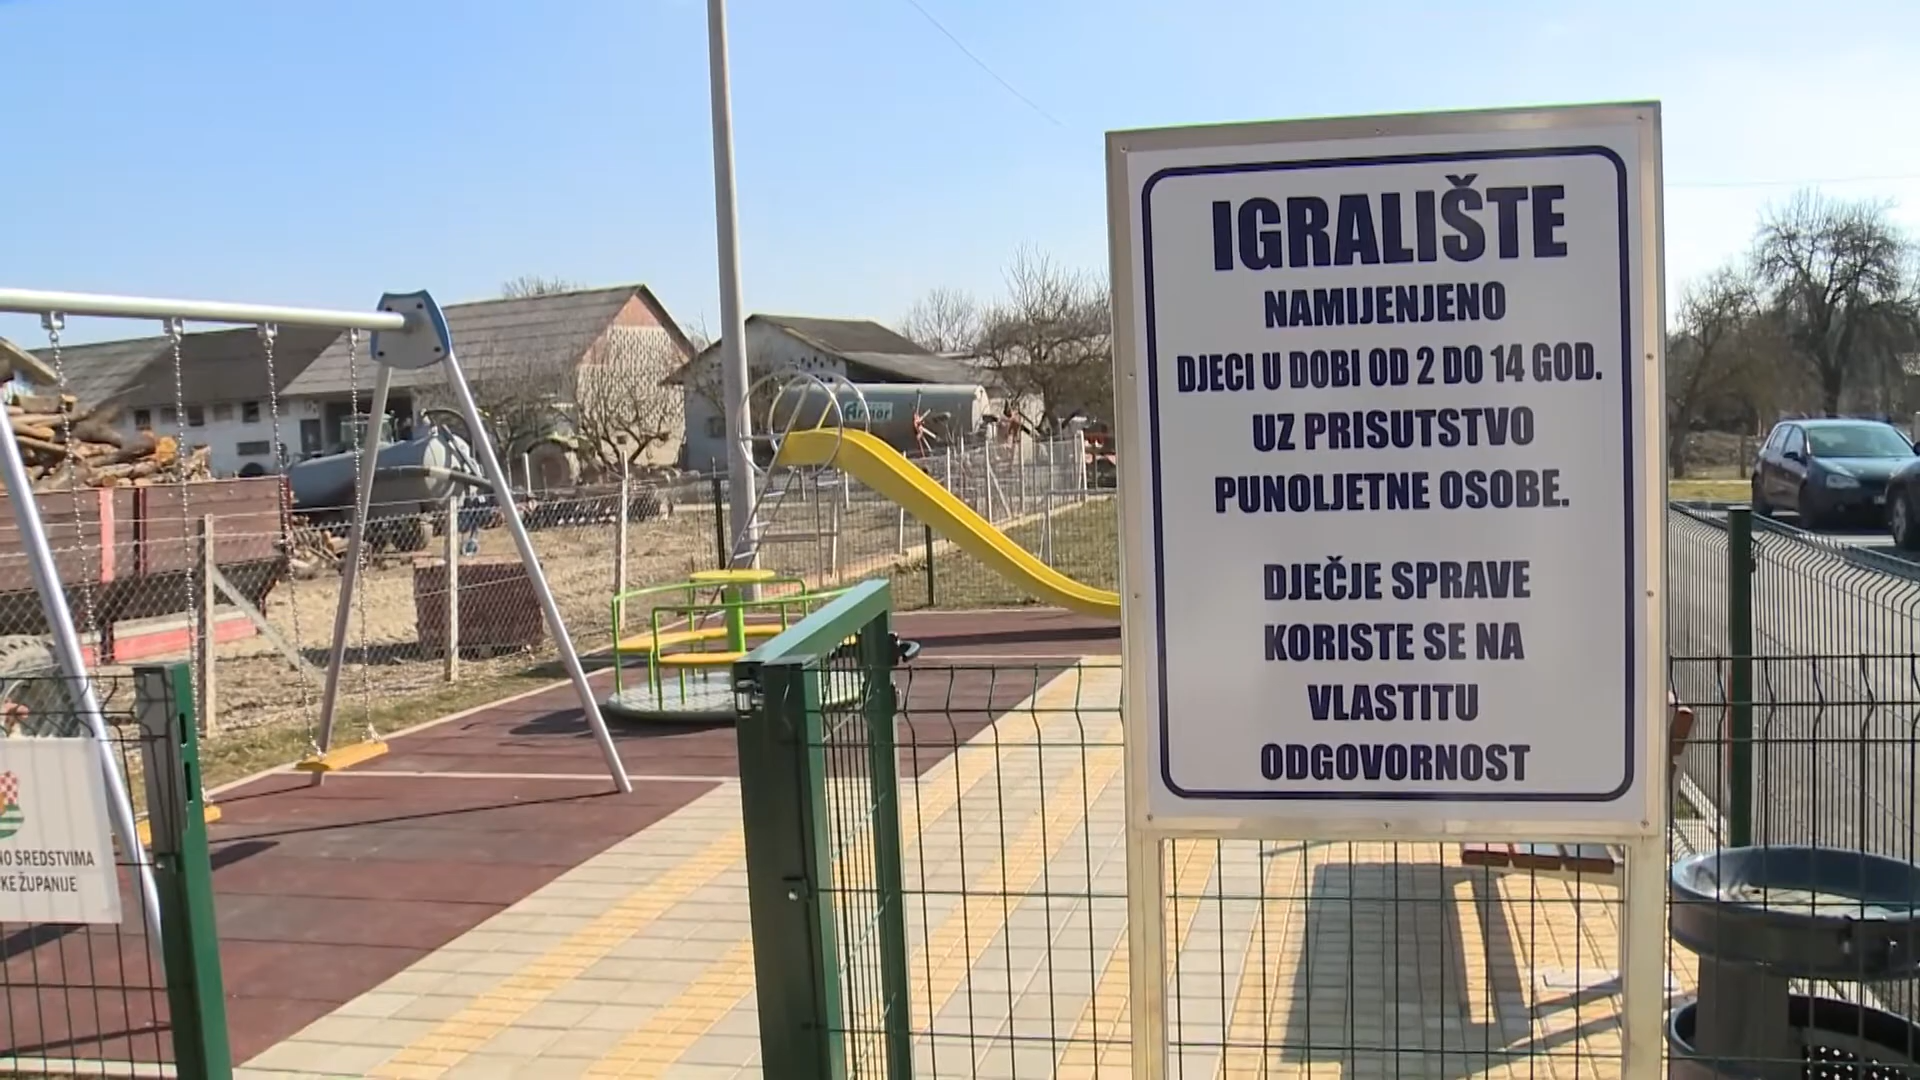 IGRALIŠTE
NAMIJENJENO
DJECI U DOBI OD 2 DO 14 GOD.
UZ PRISUTSTVO
PUNOLJETNE OSOBE.
DJEČJE SPRAVE
KORISTE SE NA
VLASTITU
ODGOVORNOST
Armor
SREDSTVIMA
ŽUPANIJE